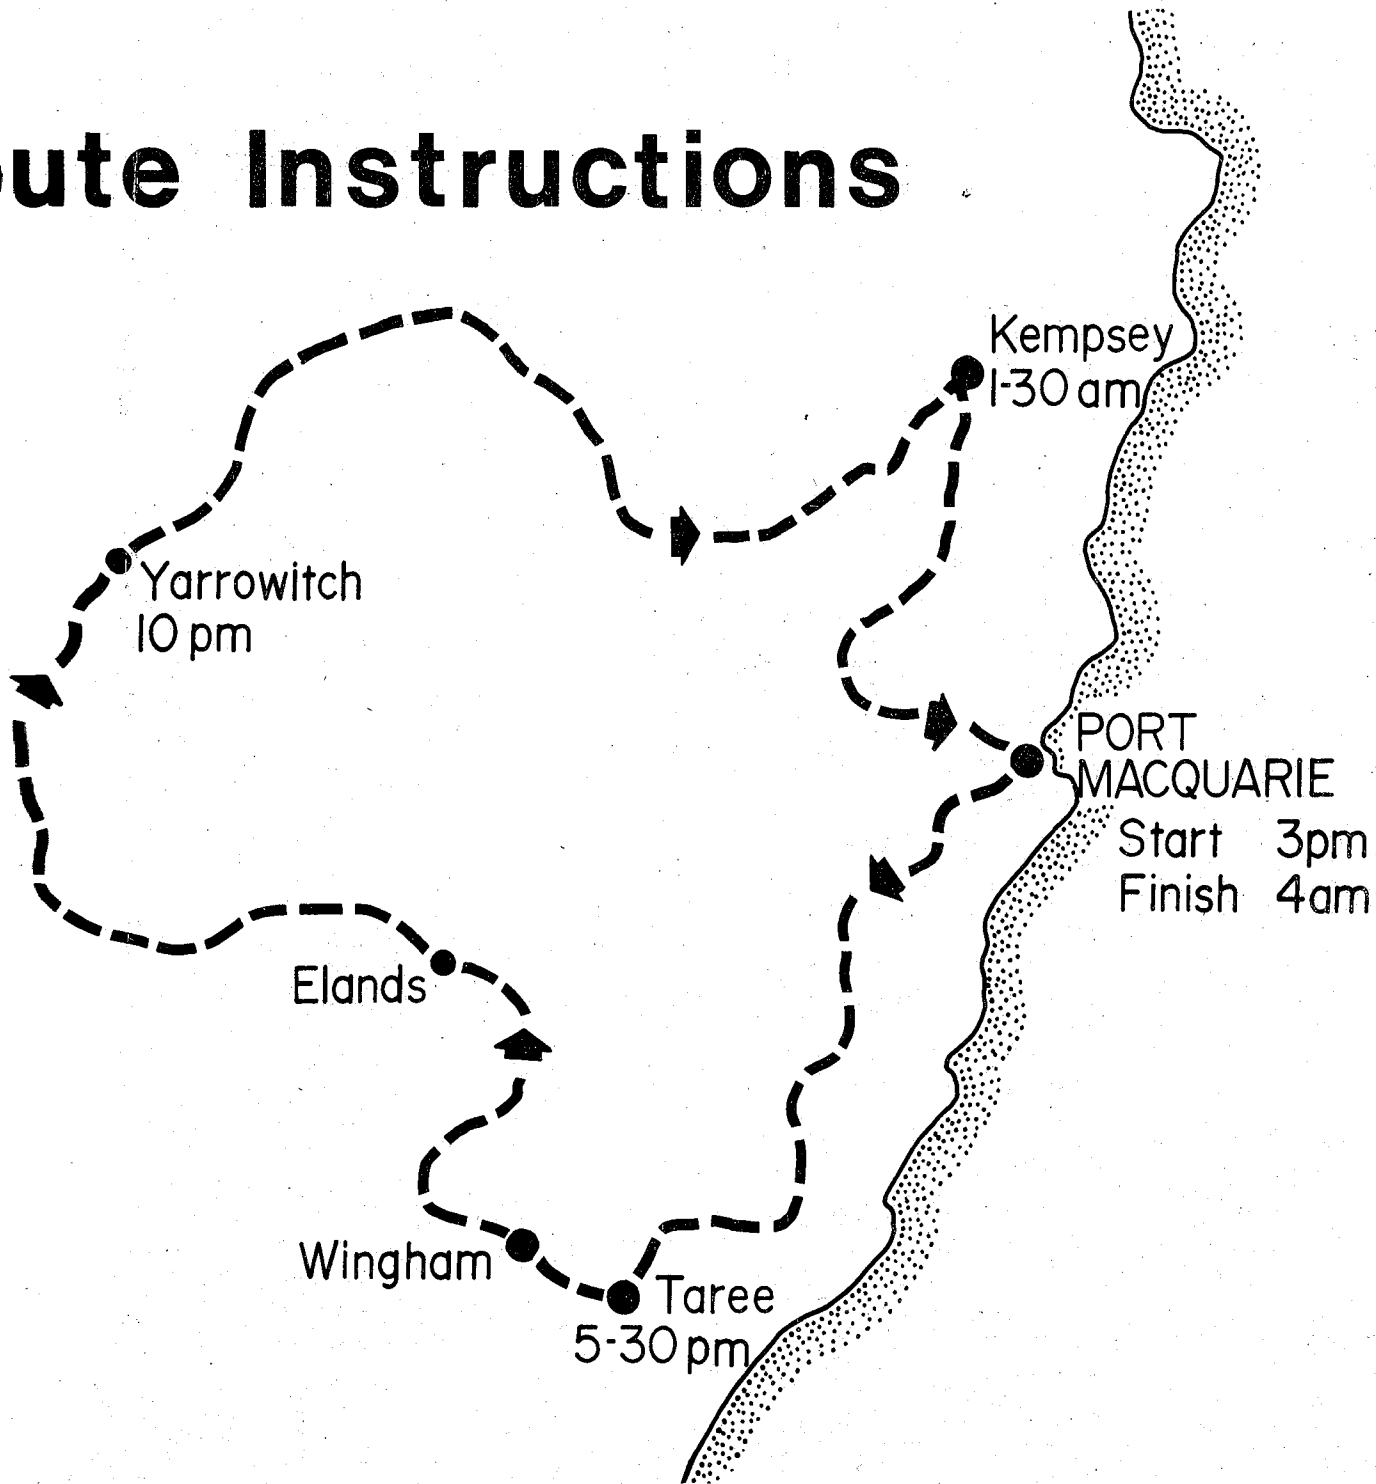 oute Instructions
Kempsey
1-30 am
Yarrowitch
10 pm
PORT
MACQUARIE
Start 3pm
Finish 4am
Elands
Wingham
Taree
5-30 pm